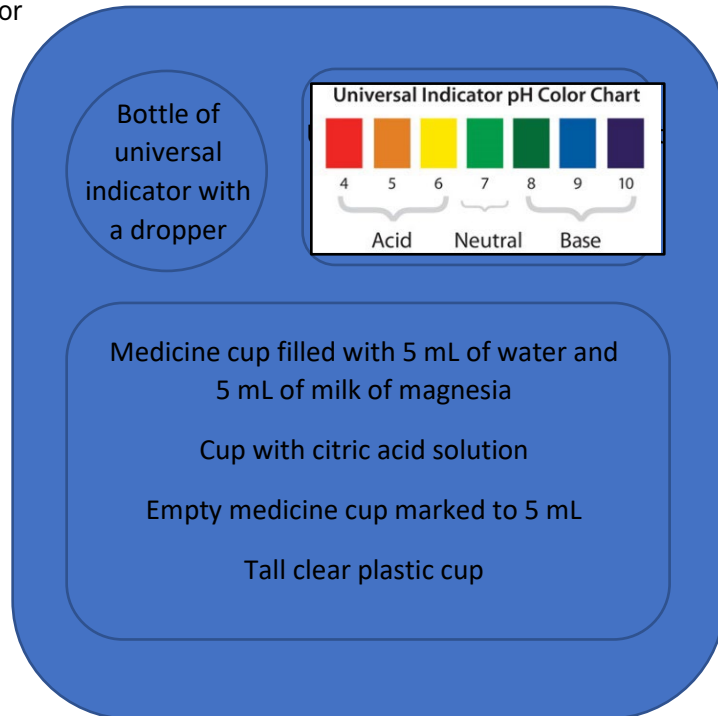 or
Bottle of
universal
indicator with
a dropper
Universal Indicator pH Color Chart
4 5 6 7 8 9 10
Acid Neutral Base
Medicine cup filled with 5 mL of water and
5 mL of milk of magnesia
Cup with citric acid solution
Empty medicine cup marked to 5 mL
Tall clear plastic cup